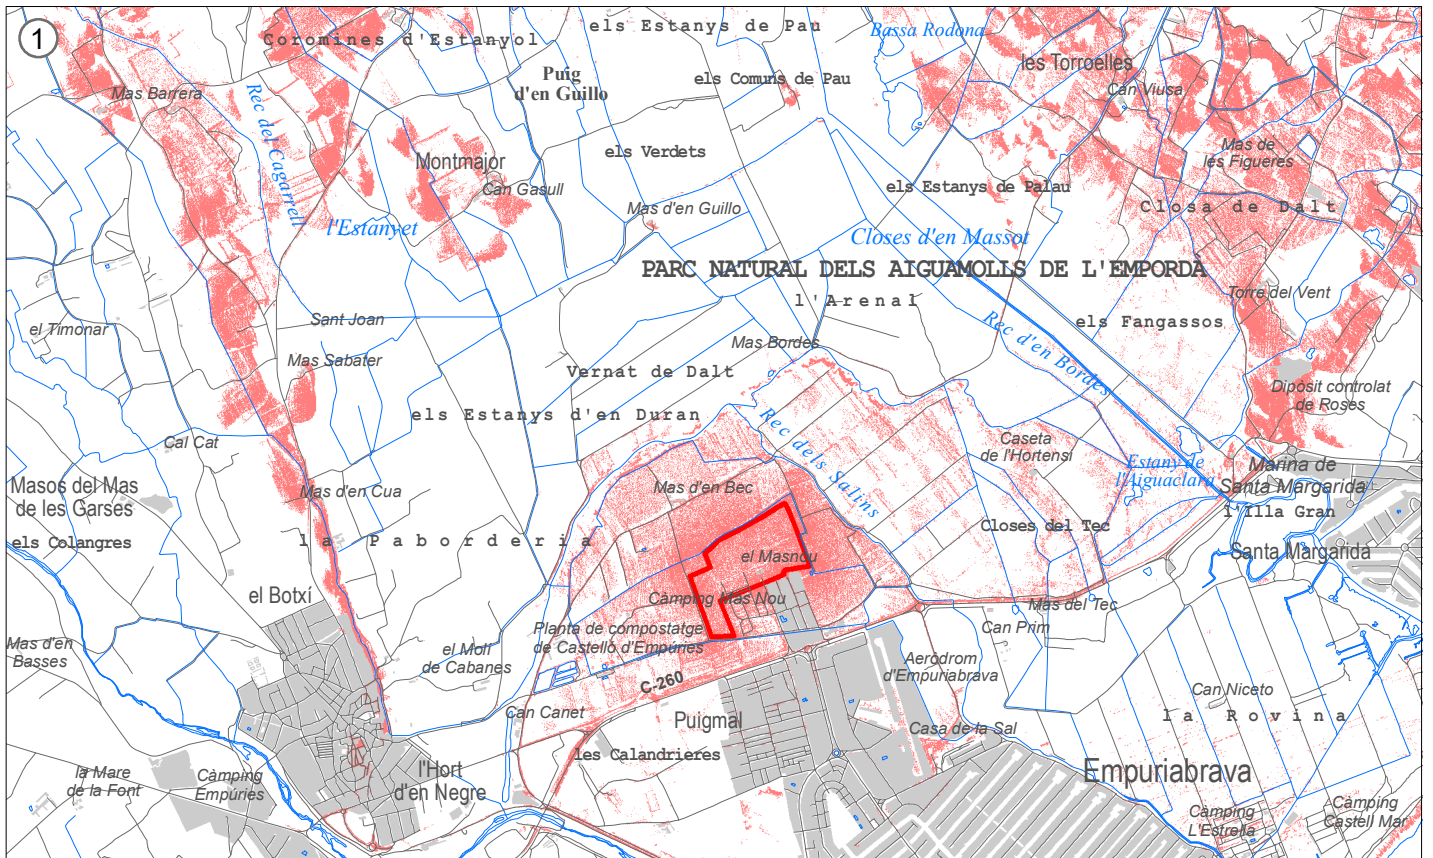 1
Coromines d'Estanyol
els Estanys de Pau
Bassa Rodona
Puig
d'en Guillo
els Comuns de Pau
les Torroelles
Can Viusa
Mas Barrera
Rec del Cagarrell
Montmajor
Can Gasull
els Verdets
Mas de
les Figueres
els Estanys de Palau
Mas d'en Guillo
Closa de Dalt
l'Estanyet
Closes d'en Massot
PARC NATURAL DELS AIGUAMOLLS DE L'EMPORDÀ
l'Arenal
Torre del Vent
Sant Joan
el Timonar
Rec d'en Bordes
els Fangassos
Mas Sabater
Mas Bordes
Vernat de Dalt
Dipòsit controlat
de Roses
els Estanys d'en Duran
Rec dels Salins
Cal Cat
Caseta
de l'Hortensi
Estany de
l'Aiguaclara
Marina de
Santa Margarida
Masos del Mas
de les Garses
Mas d'en Cua
Mas d'en Bec
l'Illa Gran
Closes del Tec
els Colangres
la Paborderia
el Masnou
Santa Margarida
el Botxí
Càmping Mas Nou
Mas del Tec
Planta de compostatge
de Castelló d'Empúries
Can Prim
Mas d'en
Basses
el Molí
de Cabanes
Aeròdrom
d'Empuriabrava
C-260
Can Niceto
Can Canet
Puigmal
la Rovina
Casa de la Sal
les Calandrieres
Empuriabrava
la Mare
de la Font
Càmping
Empúries
l'Hort
d'en Negre
Càmping
L'Estrella
Càmping
Castell Mar